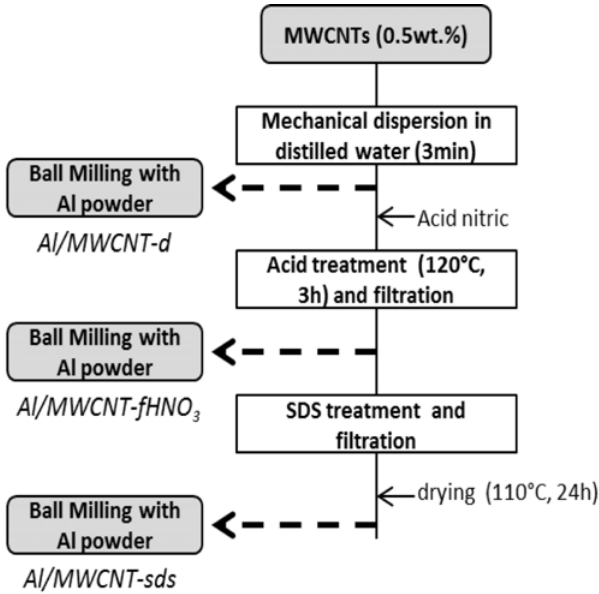 MWCNTs (0.5wt.%)
Mechanical dispersion in
distilled water (3min)
Ball Milling with
Al powder
Al/MWCNT-d
Acid nitric
Acid treatment (120°C,
3h) and filtration
Ball Milling with
Al powder
Al/MWCNT-fHNO₃
SDS treatment and
filtration
drying (110°C, 24h)
Ball Milling with
Al powder
Al/MWCNT-sds